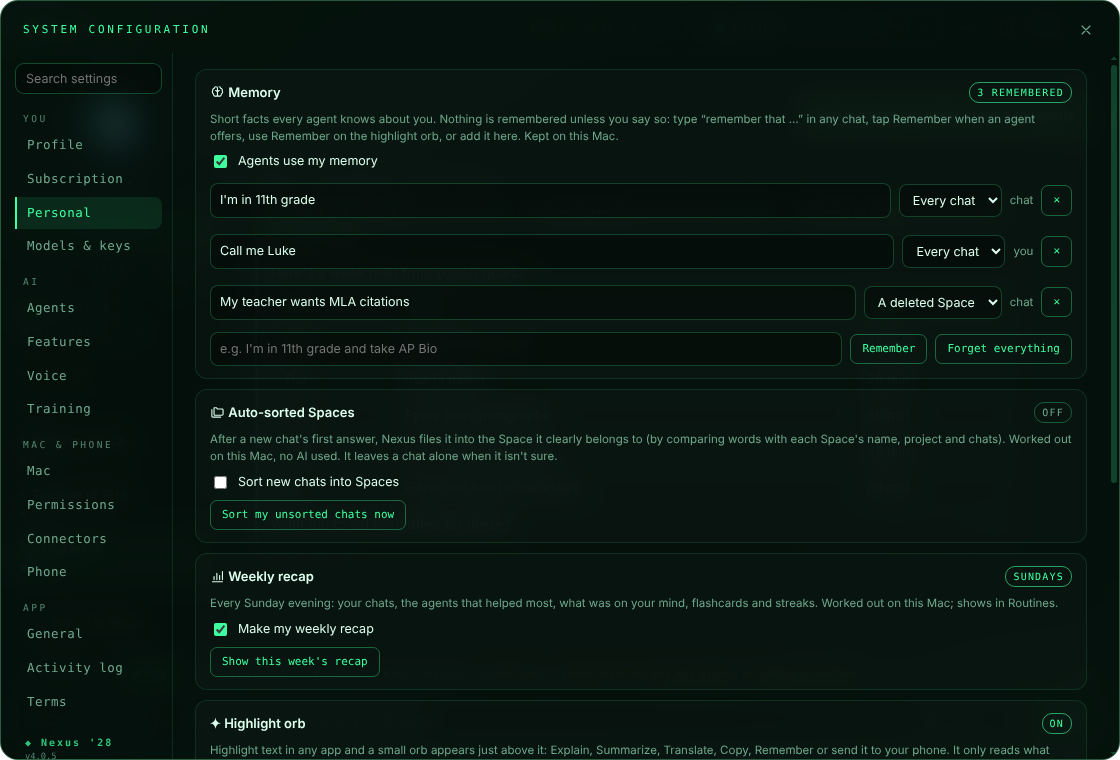 SYSTEM CONFIGURATION
×
Search settings
YOU
Profile
Subscription
Personal
Models & keys
AI
Agents
Features
Voice
Training
MAC & PHONE
Mac
Permissions
Connectors
Phone
APP
General
Activity log
Terms
◆ Nexus '28
v4.0.5
Memory
3 REMEMBERED
Short facts every agent knows about you. Nothing is remembered unless you say so: type “remember that …” in any chat, tap Remember when an agent
offers, use Remember on the highlight orb, or add it here. Kept on this Mac.
Agents use my memory
I'm in 11th grade
Every chat
chat
×
Call me Luke
Every chat
you
×
My teacher wants MLA citations
A deleted Space
chat
×
e.g. I'm in 11th grade and take AP Bio
Remember
Forget everything
Auto-sorted Spaces
OFF
After a new chat's first answer, Nexus files it into the Space it clearly belongs to (by comparing words with each Space's name, project and chats). Worked out
on this Mac, no AI used. It leaves a chat alone when it isn't sure.
Sort new chats into Spaces
Sort my unsorted chats now
Weekly recap
SUNDAYS
Every Sunday evening: your chats, the agents that helped most, what was on your mind, flashcards and streaks. Worked out on this Mac; shows in Routines.
Make my weekly recap
Show this week's recap
✦ Highlight orb
ON
Highlight text in any app and a small orb appears just above it: Explain, Summarize, Translate, Copy, Remember or send it to your phone. It only reads what